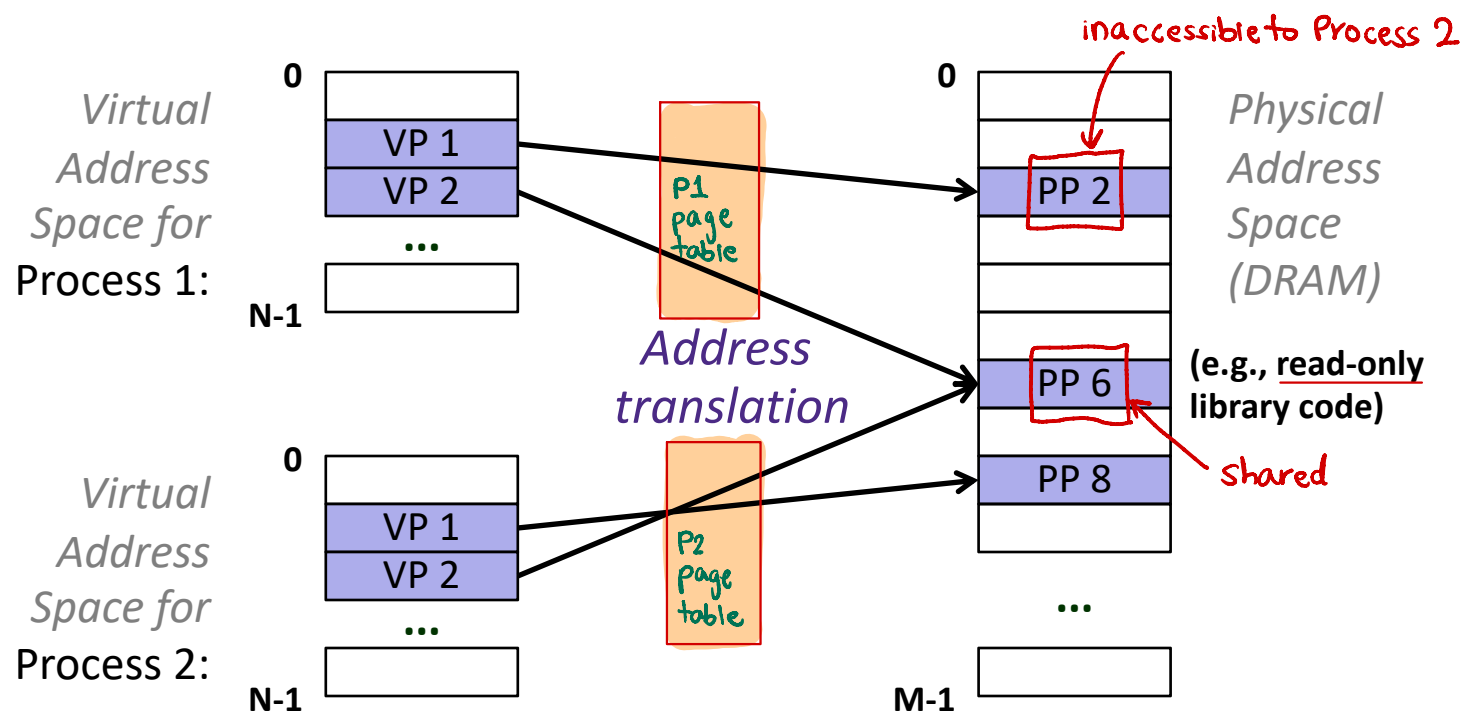 inaccessible to Process 2
0
Virtual
Address
Space for
Process 1:
VP 1
VP 2
...
N-1
P1
page
table
Address
translation
0
Virtual
Address
Space for
Process 2:
VP 1
VP 2
...
N-1
P2
page
table
0
PP 2
PP 6
PP 8
...
M-1
Physical
Address
Space
(DRAM)
(e.g., read-only
library code)
shared